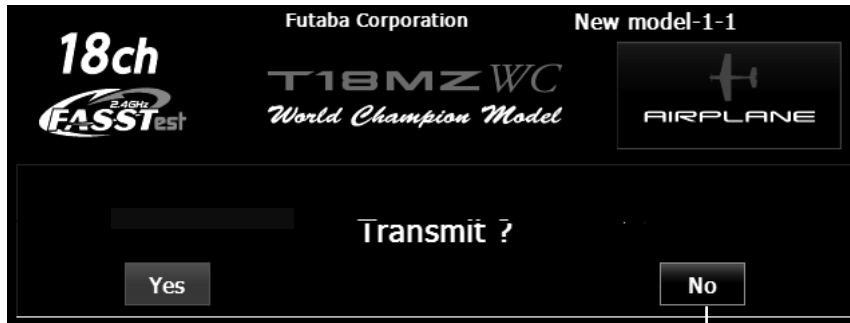 Futaba Corporation
New model-1-1
18ch
2.4GHz
FASSTest
T18MZ WC
World Champion Model
AIRPLANE
Transmit ?
Yes
No